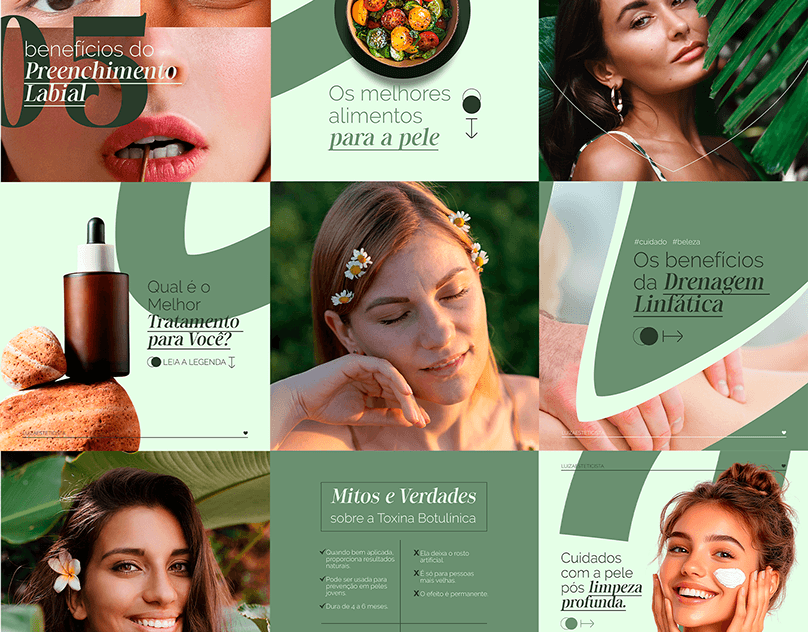 05
benefícios do
Preenchimento
Labial
Os melhores
alimentos
para a pele
Qual é o
Melhor
Tratamento
para Você?
LEIA A LEGENDA
#cuidado #beleza
Os benefícios
da Drenagem
Linfática
Mitos e Verdades
sobre a Toxina Botulínica
Quando bem aplicada,
proporciona resultados
naturais.
Pode ser usada para
prevenção em peles
jovens.
Dura de 4 a 6 meses.
Ela deixa o rosto
artificial.
É só para pessoas
mais velhas.
O efeito é permanente.
LUIZAESTETICISTA
Cuidados
com a pele
pós limpeza
profunda.